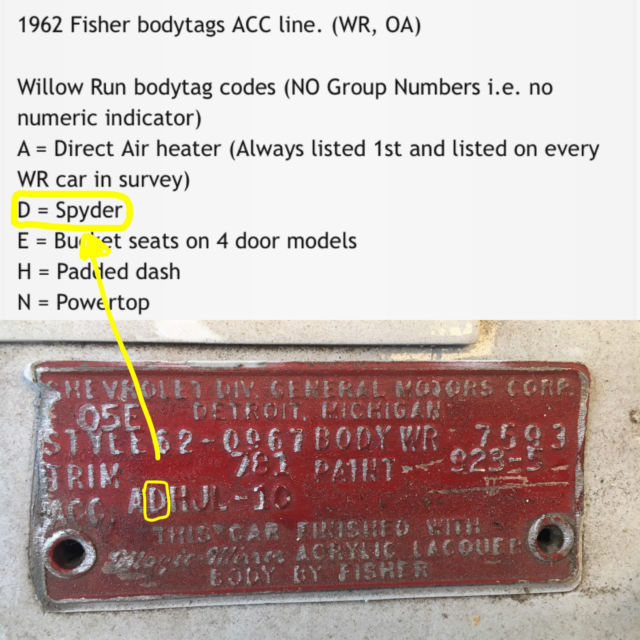 1962 Fisher bodytags ACC line. (WR, OA)
Willow Run bodytag codes (NO Group Numbers i.e. no
numeric indicator)
A = Direct Air heater (Always listed 1st and listed on every
WR car in survey)
D = Spyder
E = Bucket seats on 4 door models
H = Padded dash
N = Powertop
CHEVROLET DIV. GENERAL MOTORS CORP.
05E DETROIT, MICHIGAN
STYLE 62-0967 BODY WR
TRIM 781 PAINT 923-5
ACC. ADHJL-10
THIS CAR FINISHED WITH
Magic-Mirror ACRYLIC LACQUER
BODY BY FISHER